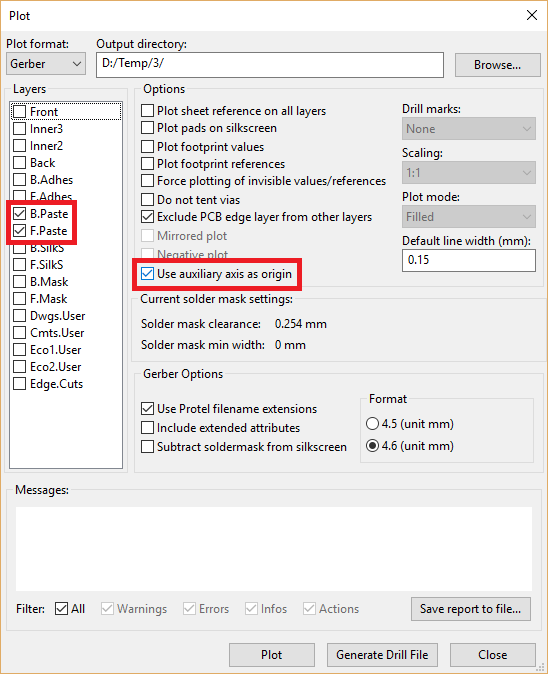 Plot
Plot format:
Output directory:
Gerber
D:/Temp/3/
Browse...
Layers
Front
Inner3
Inner2
Back
B.Adhes
F.Adhes
B.Paste
F.Paste
B.SilkS
F.SilkS
B.Mask
F.Mask
Dwgs.User
Cmts.User
Eco1.User
Eco2.User
Edge.Cuts
Options
Plot sheet reference on all layers
Plot pads on silkscreen
Plot footprint values
Plot footprint references
Force plotting of invisible values/references
Do not tent vias
Exclude PCB edge layer from other layers
Mirrored plot
Negative plot
Use auxiliary axis as origin
Drill marks:
None
Scaling:
1:1
Plot mode:
Filled
Default line width (mm):
0.15
Current solder mask settings:
Solder mask clearance: 0.254 mm
Solder mask min width: 0 mm
Gerber Options
Use Protel filename extensions
Include extended attributes
Subtract soldermask from silkscreen
Format
4.5 (unit mm)
4.6 (unit mm)
Messages:
Filter: All Warnings Errors Infos Actions
Save report to file...
Plot
Generate Drill File
Close